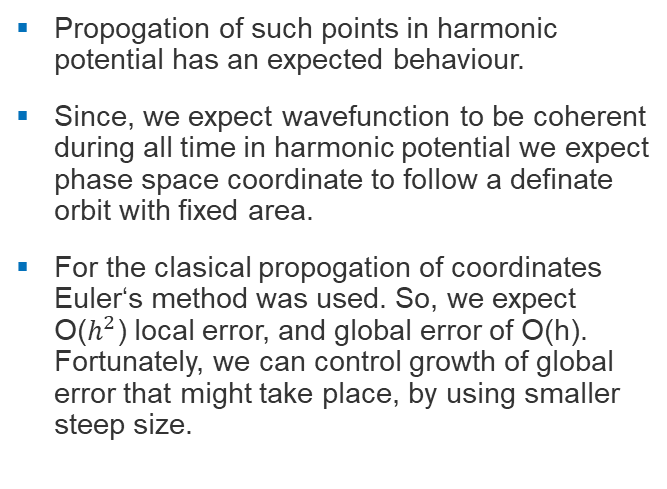 ▪ Propogation of such points in harmonic
potential has an expected behaviour.
▪ Since, we expect wavefunction to be coherent
during all time in harmonic potential we expect
phase space coordinate to follow a definate
orbit with fixed area.
▪ For the clasical propogation of coordinates
Euler‘s method was used. So, we expect
O(ℎ²) local error, and global error of O(h).
Fortunately, we can control growth of global
error that might take place, by using smaller
steep size.